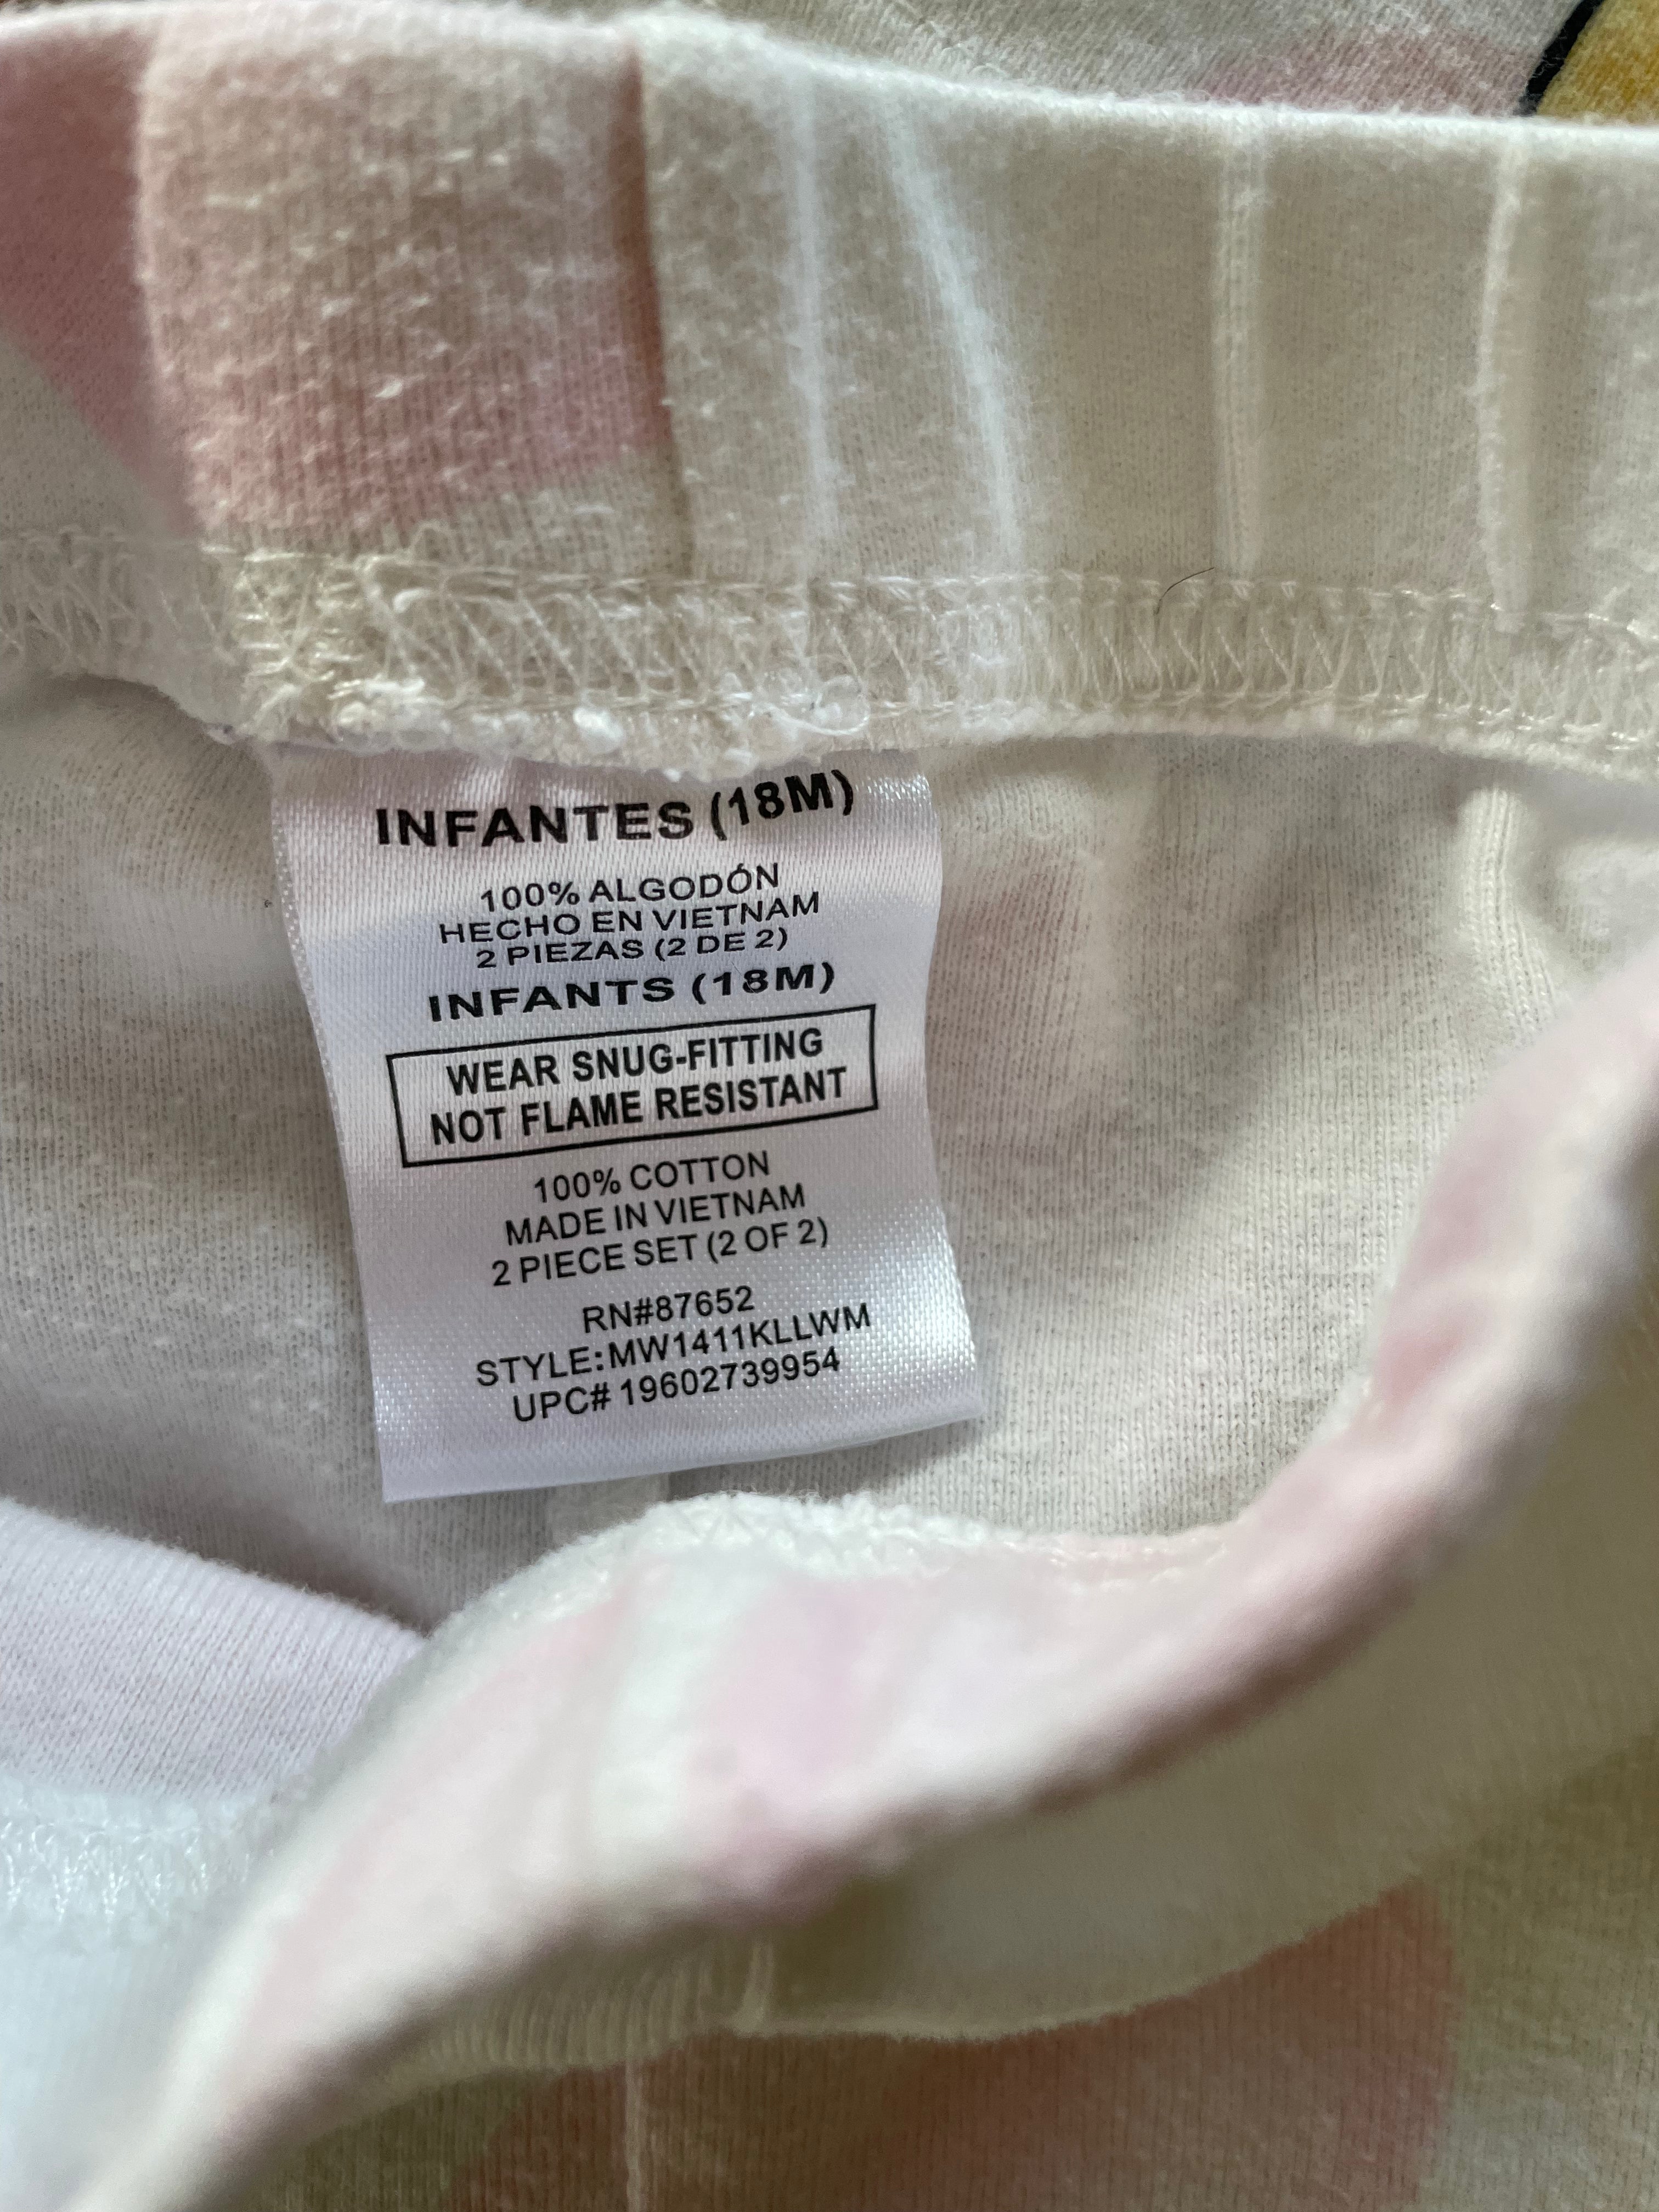 INFANTES (18M)
100% ALGODÓN
HECHO EN VIETNAM
2 PIEZAS (2 DE 2)
INFANTS (18M)
WEAR SNUG-FITTING
NOT FLAME RESISTANT
100% COTTON
MADE IN VIETNAM
2 PIECE SET (2 OF 2)
RN#87652
STYLE:MW1411KLLWM
UPC# 19602739954